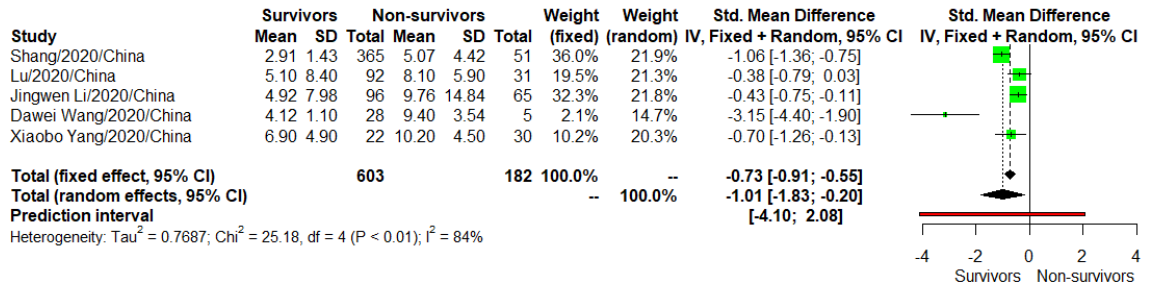 Survivors Non-survivors Weight Weight Std. Mean Difference Std. Mean Difference
Study Mean SD Total Mean SD Total (fixed) (random) IV, Fixed + Random, 95% CI IV, Fixed + Random, 95% CI
Shang/2020/China 2.91 1.43 365 5.07 4.42 51 36.0% 21.9% -1.06 [-1.36; -0.75]
Lu/2020/China 5.10 8.40 92 8.10 5.90 31 19.5% 21.3% -0.38 [-0.79; 0.03]
Jingwen Li/2020/China 4.92 7.98 96 9.76 14.84 65 32.3% 21.8% -0.43 [-0.75; -0.11]
Dawei Wang/2020/China 4.12 1.10 28 9.40 3.54 5 2.1% 14.7% -3.15 [-4.40; -1.90]
Xiaobo Yang/2020/China 6.90 4.90 22 10.20 4.50 30 10.2% 20.3% -0.70 [-1.26; -0.13]
Total (fixed effect, 95% CI) 603 182 100.0% -- -0.73 [-0.91; -0.55]
Total (random effects, 95% CI) -- 100.0% -1.01 [-1.83; -0.20]
Prediction interval [-4.10; 2.08]
Heterogeneity: Tau² = 0.7687; Chi² = 25.18, df = 4 (P < 0.01); I² = 84%
-4 -2 0 2 4
Survivors Non-survivors